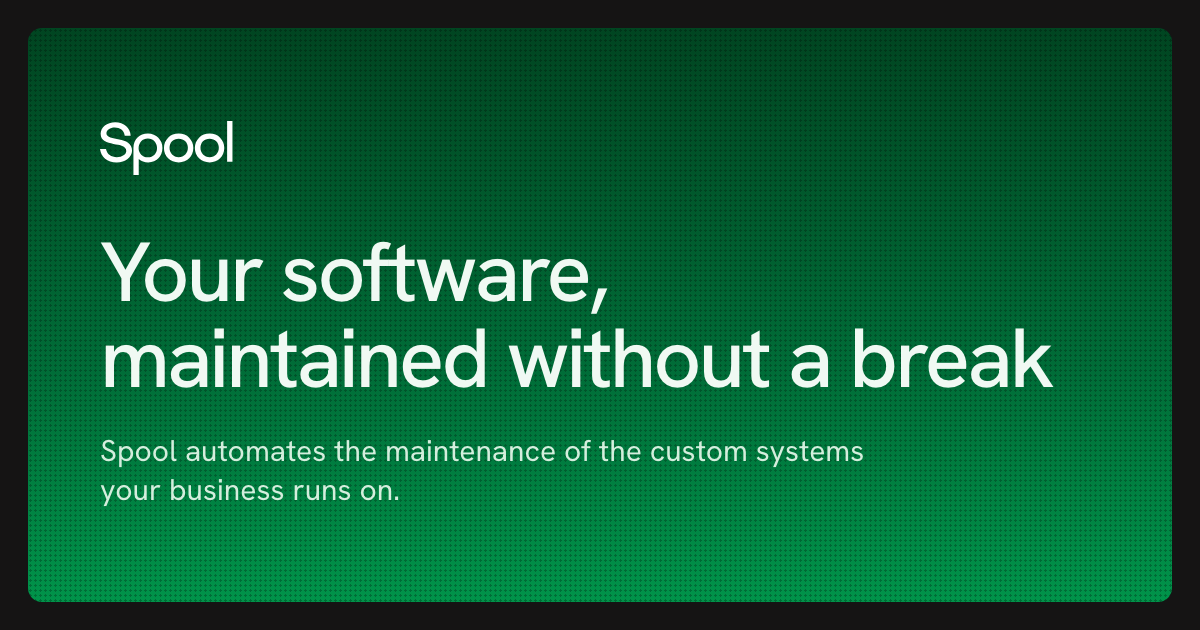 Spool
Your software,
maintained without a break
Spool automates the maintenance of the custom systems
your business runs on.